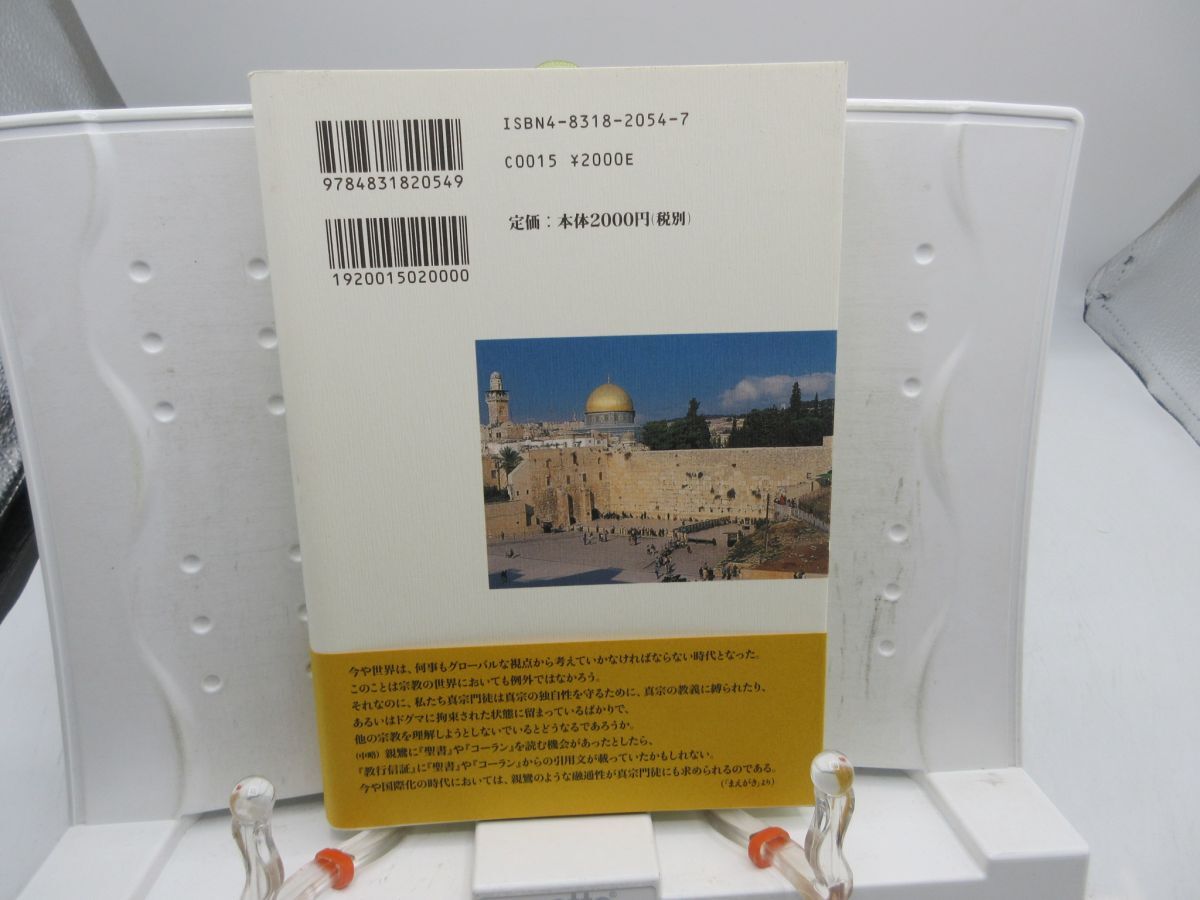 ISBN4-8318-2054-7
C0015 ¥2000E
9784831820549
定価：本体2000円(税別)
1920015020000
今や世界は、何事もグローバルな視点から考えていかなければならない時代となった。
このことは宗教の世界においても例外ではなかろう。
それなのに、私たち真宗門徒は真宗の独自性を守るために、真宗の教義に縛られたり、
あるいはドグマに拘束された状態に留まっているばかりで、
他の宗教を理解しようとしないでいるとどうなるであろうか。
(中略) 親鸞に『聖書』や『コーラン』を読む機会があったとしたら、
『教行信証』に『聖書』や『コーラン』からの引用文が載っていたかもしれない。
今や国際化の時代においては、親鸞のような融通性が真宗門徒にも求められるのである。
(「まえがき」より)